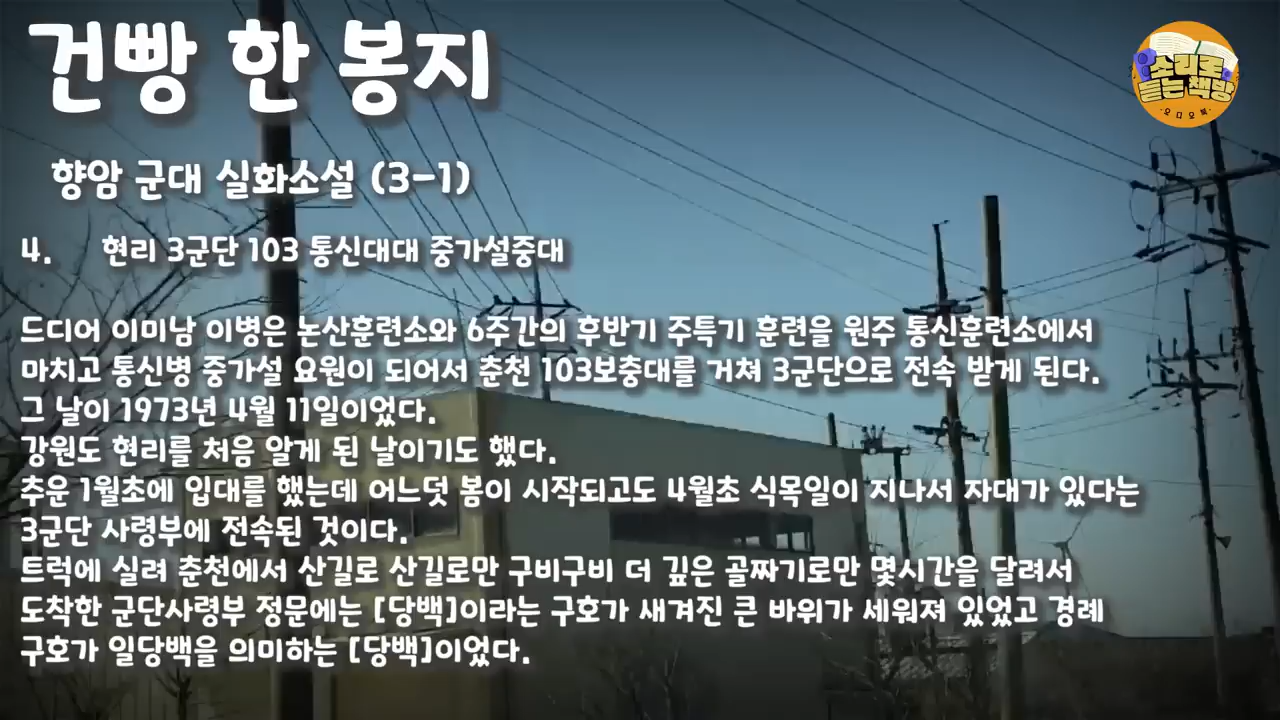 건빵 한 봉지
소리로
듣는 책방
·오디오북·
향암 군대 실화소설 (3-1)
4. 현리 3군단 103 통신대대 중가설중대
드디어 이미남 이병은 논산훈련소와 6주간의 후반기 주특기 훈련을 원주 통신훈련소에서
마치고 통신병 중가설 요원이 되어서 춘천 103보충대를 거쳐 3군단으로 전속 받게 된다.
그 날이 1973년 4월 11일이었다.
강원도 현리를 처음 알게 된 날이기도 했다.
추운 1월초에 입대를 했는데 어느덧 봄이 시작되고도 4월초 식목일이 지나서 자대가 있다는
3군단 사령부에 전속된 것이다.
트럭에 실려 춘천에서 산길로 산길로만 구비구비 더 깊은 골짜기로만 몇시간을 달려서
도착한 군단사령부 정문에는 [당백]이라는 구호가 새겨진 큰 바위가 세워져 있었고 경례
구호가 일당백을 의미하는 [당백]이었다.